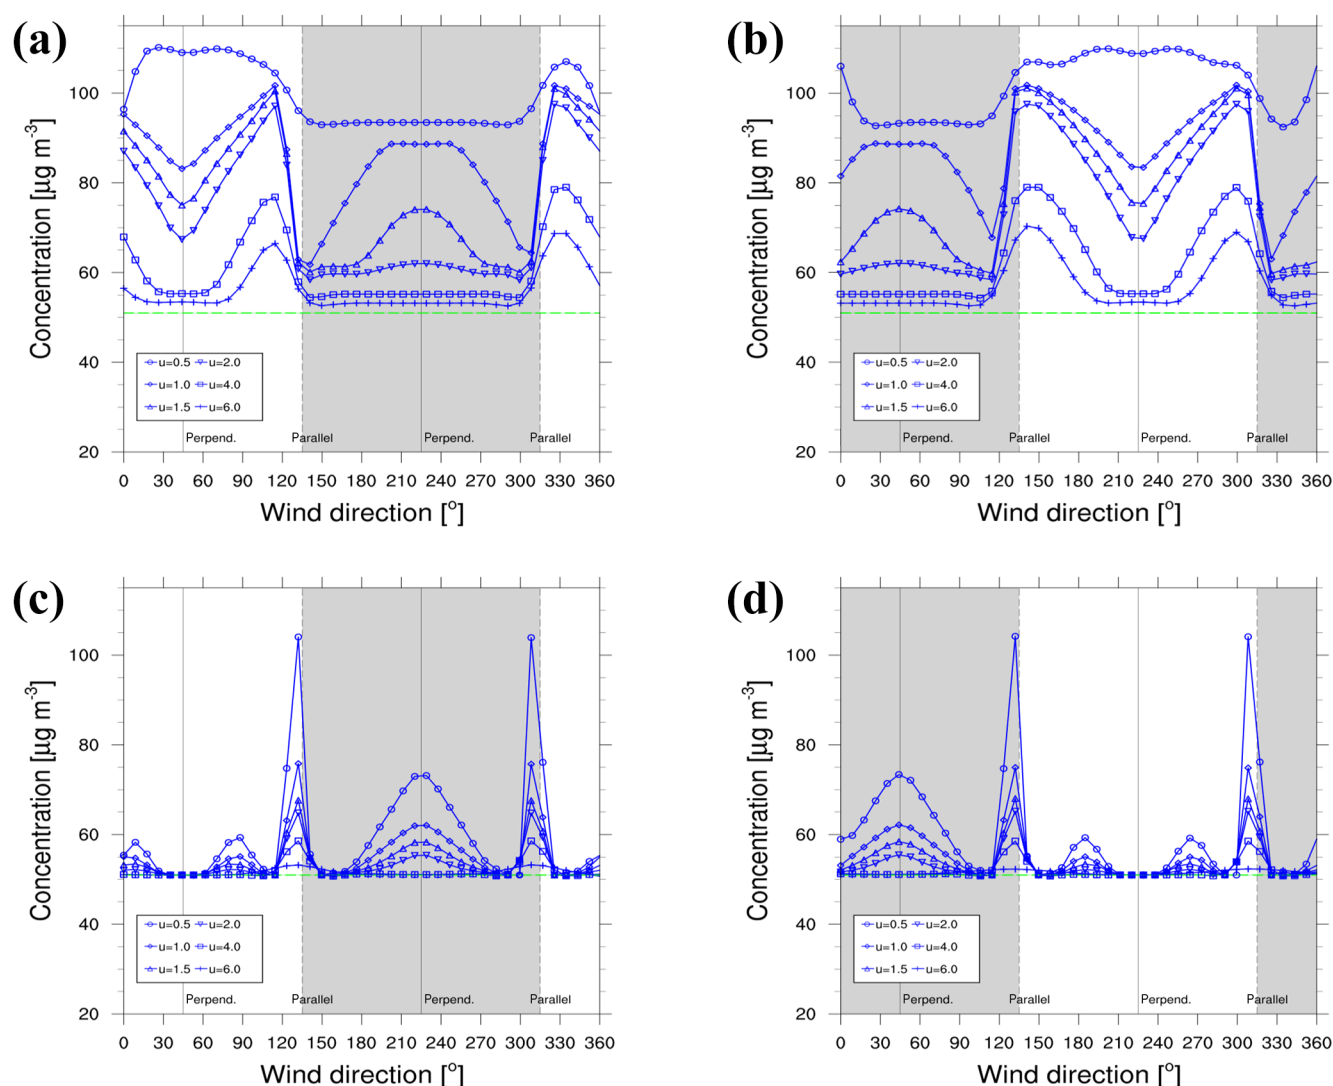 (a)
Concentration [µg m-3]
100
80
60
40
20
u=0.5 u=2.0
u=1.0 u=4.0
u=1.5 u=6.0
Perpend. Parallel Perpend. Parallel
0 30 60 90 120 150 180 210 240 270 300 330 360
Wind direction [o]
(b)
Concentration [µg m-3]
100
80
60
40
20
u=0.5 u=2.0
u=1.0 u=4.0
u=1.5 u=6.0
Perpend. Parallel Perpend. Parallel
0 30 60 90 120 150 180 210 240 270 300 330 360
Wind direction [o]
(c)
Concentration [µg m-3]
100
80
60
40
20
u=0.5 u=2.0
u=1.0 u=4.0
u=1.5 u=6.0
Perpend. Parallel Perpend. Parallel
0 30 60 90 120 150 180 210 240 270 300 330 360
Wind direction [o]
(d)
Concentration [µg m-3]
100
80
60
40
20
u=0.5 u=2.0
u=1.0 u=4.0
u=1.5 u=6.0
Perpend. Parallel Perpend. Parallel
0 30 60 90 120 150 180 210 240 270 300 330 360
Wind direction [o]